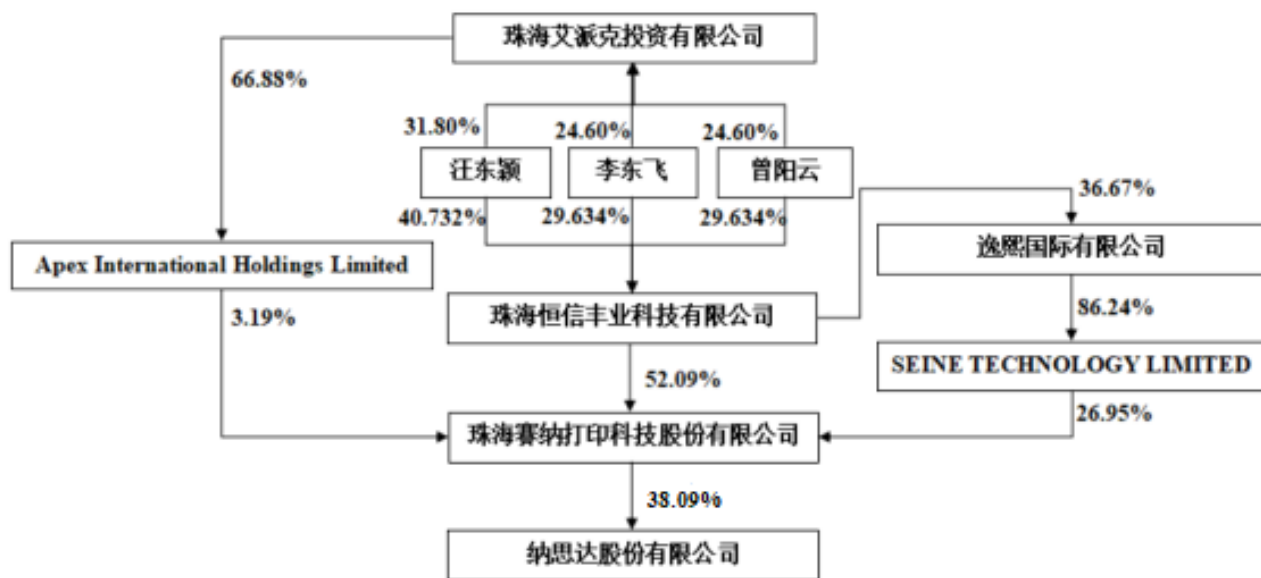 珠海艾派克投资有限公司
66.88%
31.80%
24.60%
24.60%
汪东颖
李东飞
曾阳云
36.67%
40.732%
29.634%
29.634%
Apex International Holdings Limited
逸熙国际有限公司
3.19%
珠海恒信丰业科技有限公司
86.24%
SEINE TECHNOLOGY LIMITED
52.09%
26.95%
珠海赛纳打印科技股份有限公司
38.09%
纳思达股份有限公司